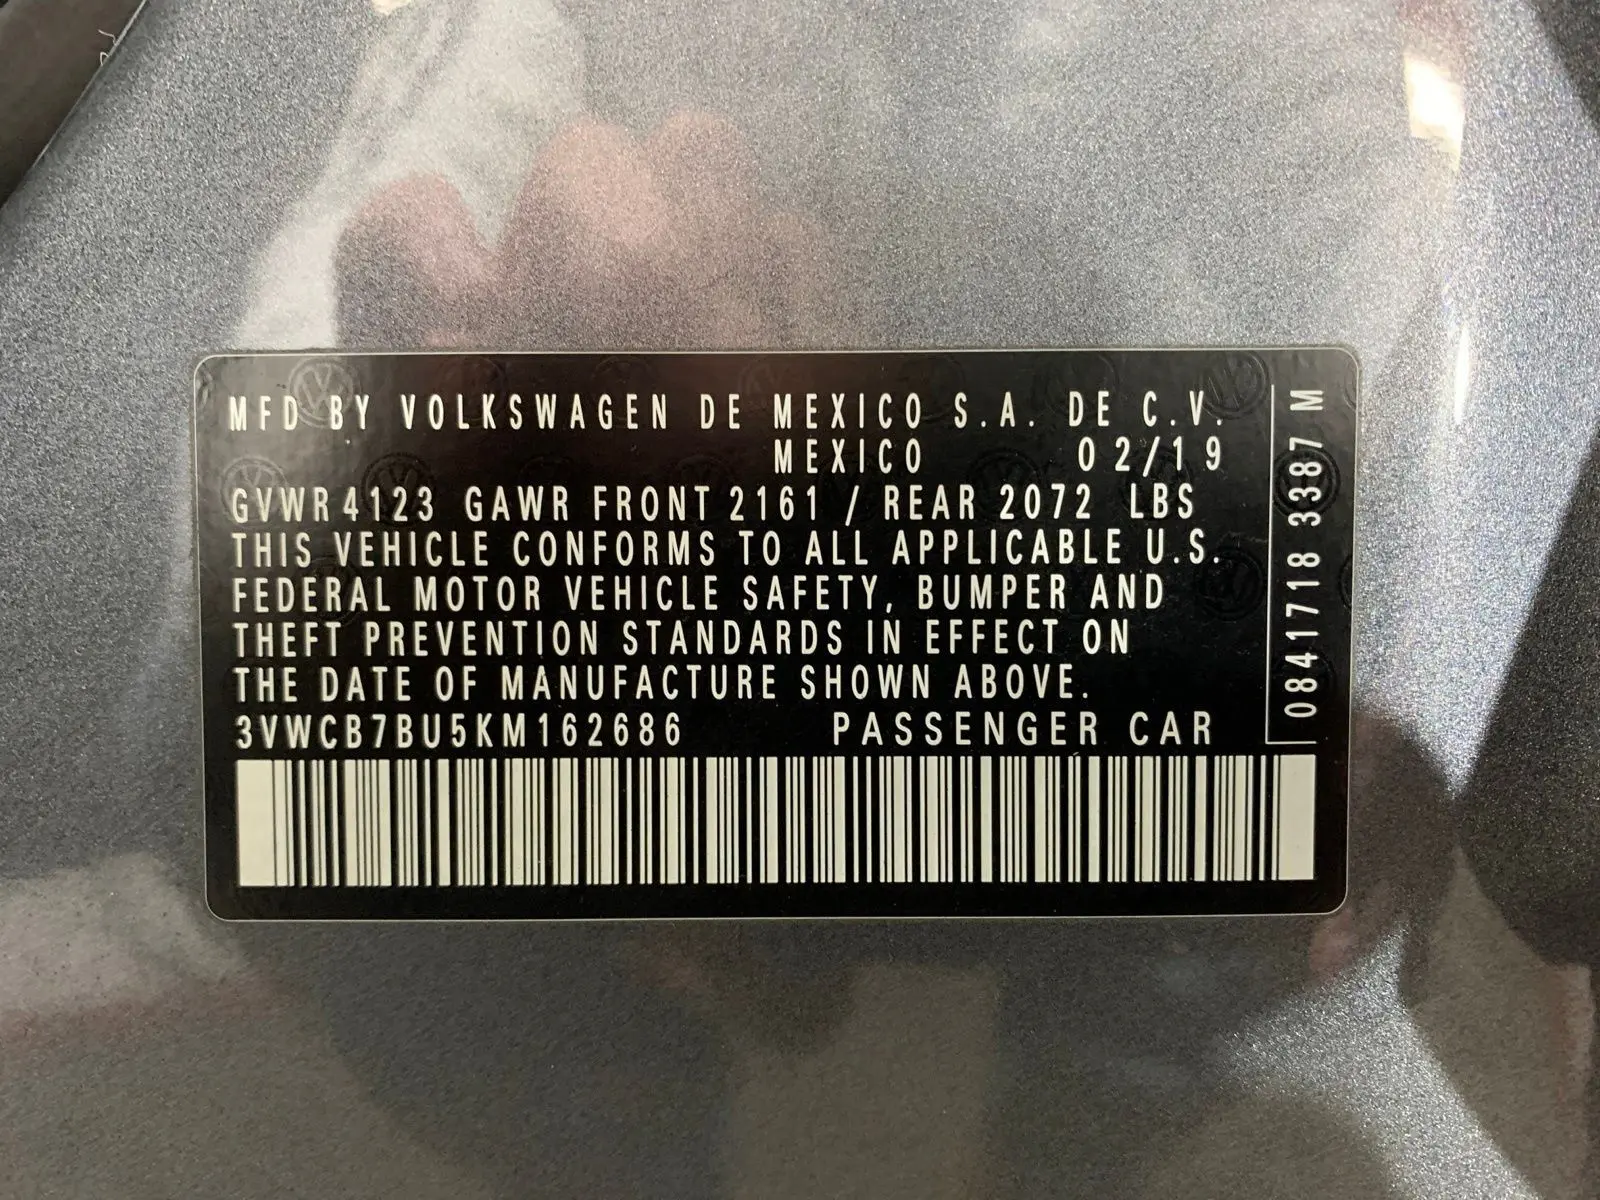 MFD BY VOLKSWAGEN DE MEXICO S.A. DE C.V.
MEXICO 02/19
GVWR 4123 GAWR FRONT 2161 / REAR 2072 LBS
THIS VEHICLE CONFORMS TO ALL APPLICABLE U.S.
FEDERAL MOTOR VEHICLE SAFETY, BUMPER AND
THEFT PREVENTION STANDARDS IN EFFECT ON
THE DATE OF MANUFACTURE SHOWN ABOVE.
3VWCB7BU5KM162686 PASSENGER CAR
0841718 3387 M